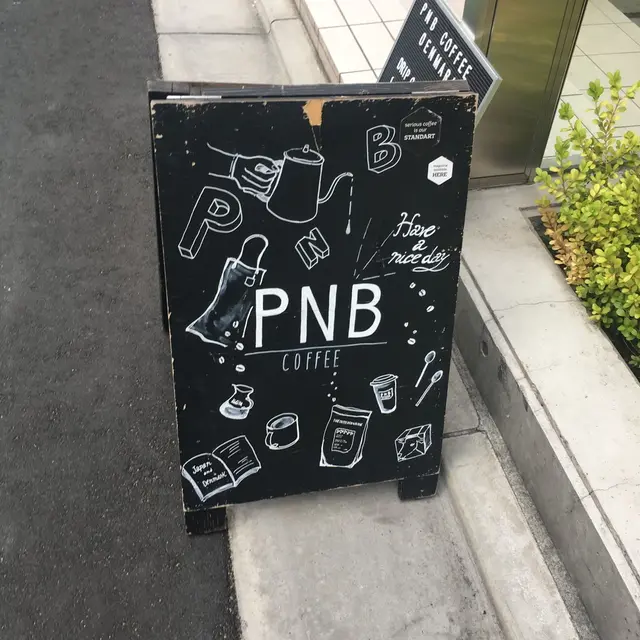 PNB COFFEE
DENMARK
serious coffee
is our
STANDART
HERE
B
P
N
Have
a
nice day
PNB
COFFEE
Japan
and
Denmark